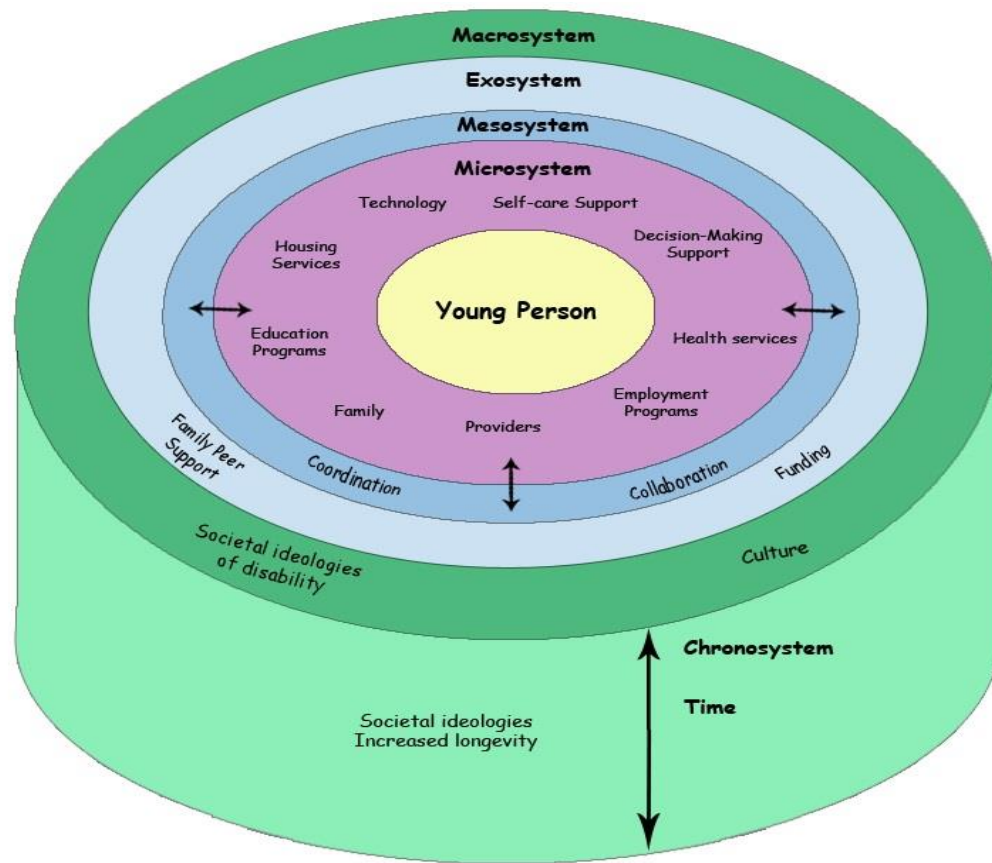 Macrosystem
Exosystem
Mesosystem
Microsystem
Technology
Self-care Support
Housing
Services
Decision-Making
Support
Young Person
Education
Programs
Health services
Family
Providers
Employment
Programs
Family Peer
Support
Coordination
Collaboration
Funding
Societal ideologies
of disability
Culture
Chronosystem
Time
Societal ideologies
Increased longevity